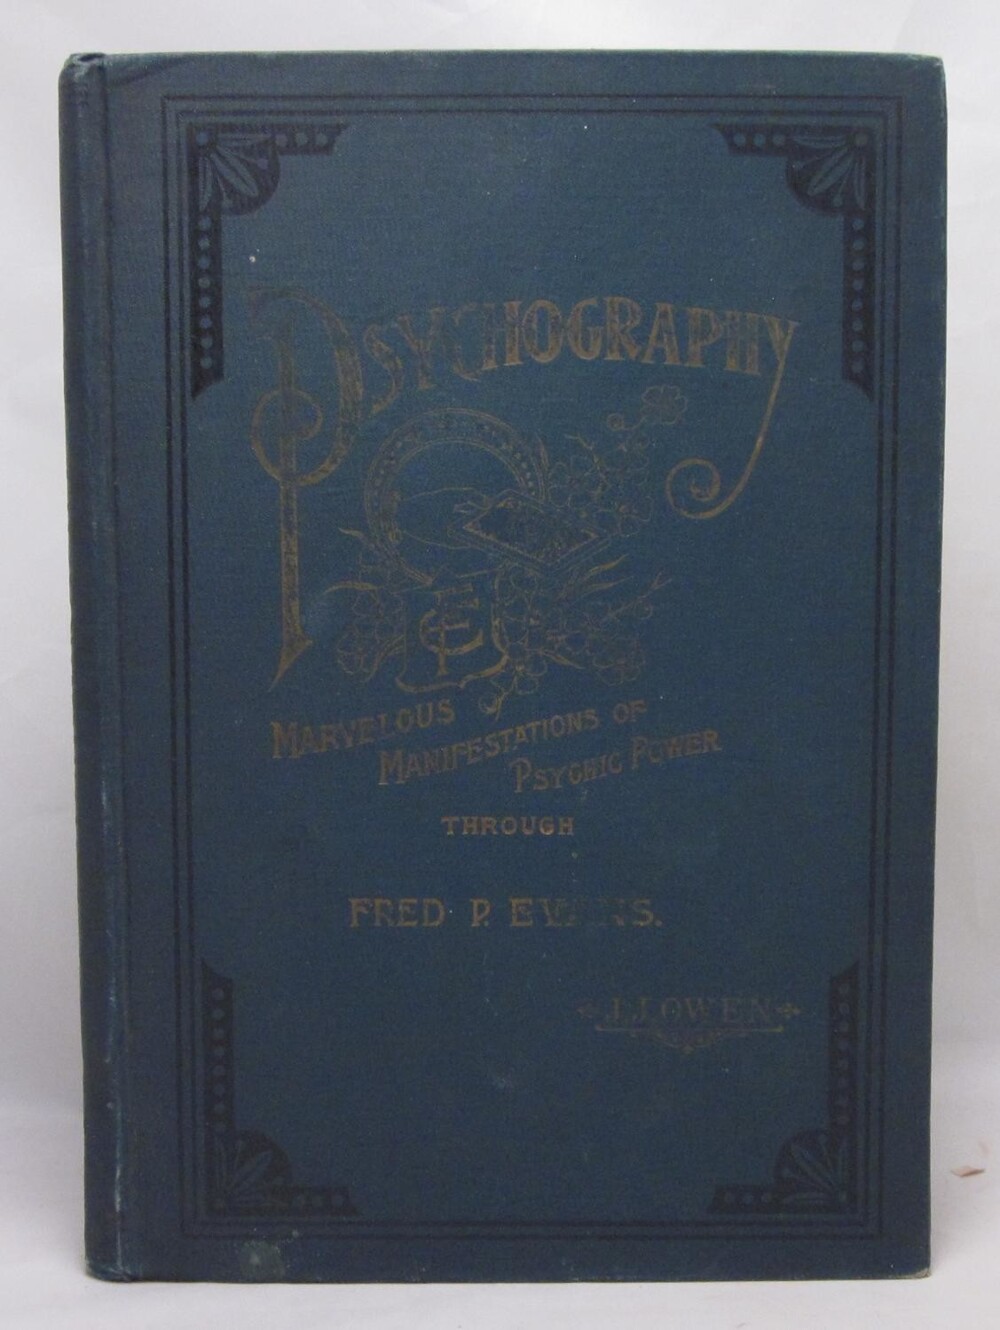 PSYCHOGRAPHY
MARVELOUS
MANIFESTATIONS OF
PSYCHIC POWER
THROUGH
FRED P. EVANS.
J.J. OWEN